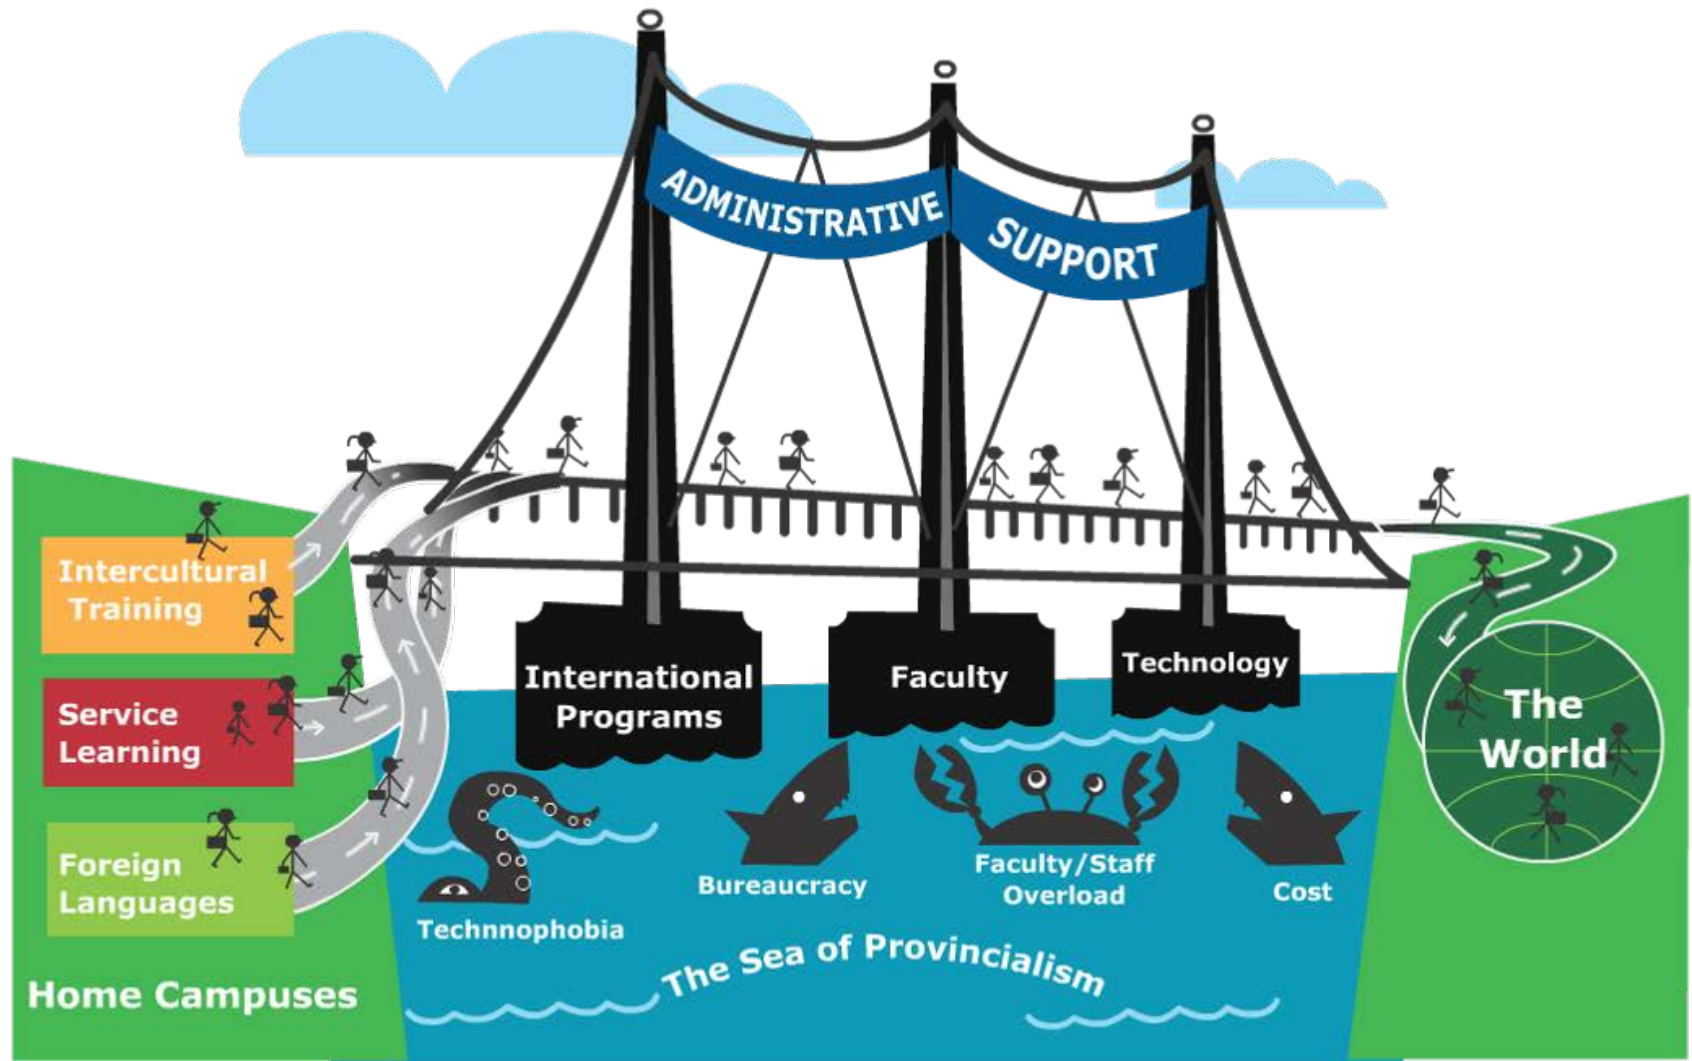 ADMINISTRATIVE
SUPPORT
Intercultural
Training
Service
Learning
Foreign
Languages
Home Campuses
International
Programs
Faculty
Technology
The
World
Technnophobia
Bureaucracy
Faculty/Staff
Overload
Cost
The Sea of Provincialism